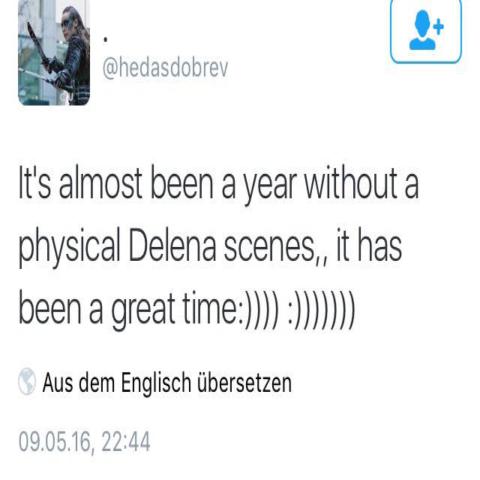 .
@hedasdobrev
It's almost been a year without a
physical Delena scenes,, it has
been a great time:)))) :)))))))
Aus dem Englisch übersetzen
09.05.16, 22:44